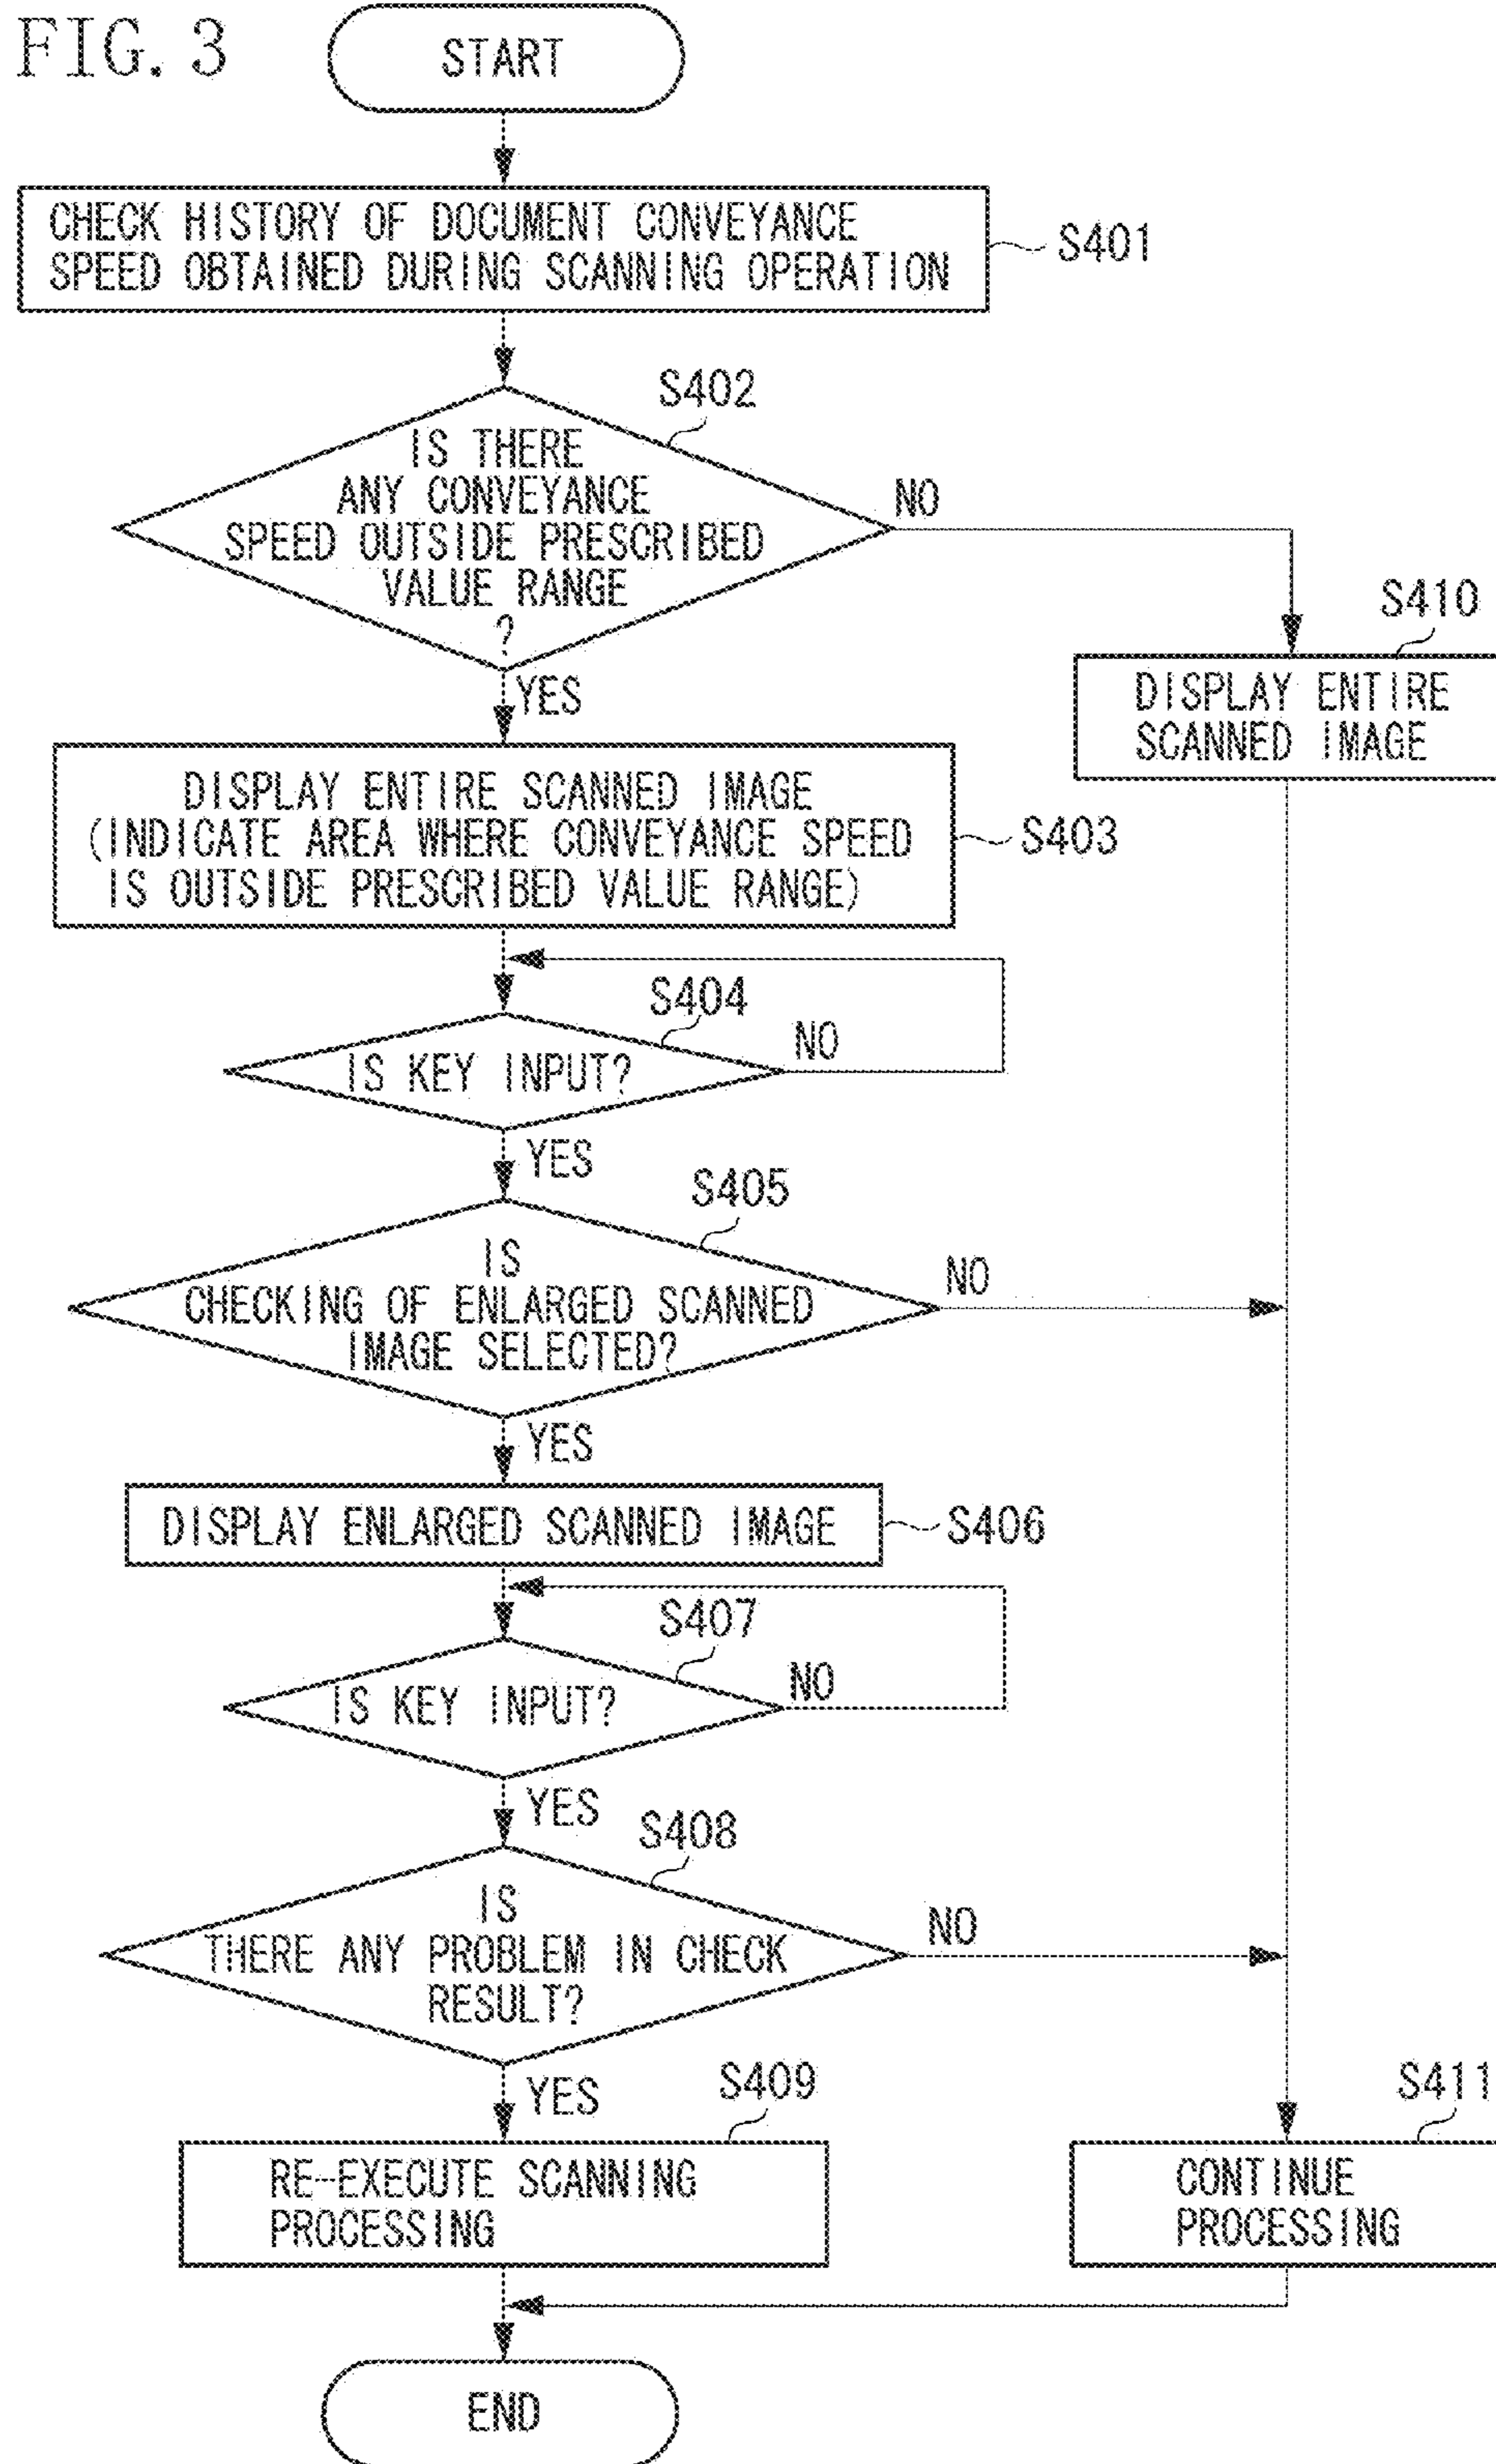 FIG. 3
START
CHECK HISTORY OF DOCUMENT CONVEYANCE
SPEED OBTAINED DURING SCANNING OPERATION
S401
S402
IS THERE
ANY CONVEYANCE
SPEED OUTSIDE PRESCRIBED
VALUE RANGE
?
NO
YES
S410
DISPLAY ENTIRE
SCANNED IMAGE
DISPLAY ENTIRE SCANNED IMAGE
(INDICATE AREA WHERE CONVEYANCE SPEED
IS OUTSIDE PRESCRIBED VALUE RANGE)
S403
S404
IS KEY INPUT?
NO
YES
S405
IS
CHECKING OF ENLARGED SCANNED
IMAGE SELECTED?
NO
YES
DISPLAY ENLARGED SCANNED IMAGE
S406
S407
IS KEY INPUT?
NO
YES
S408
IS
THERE ANY PROBLEM IN CHECK
RESULT?
NO
YES
S409
RE-EXECUTE SCANNING
PROCESSING
S411
CONTINUE
PROCESSING
END